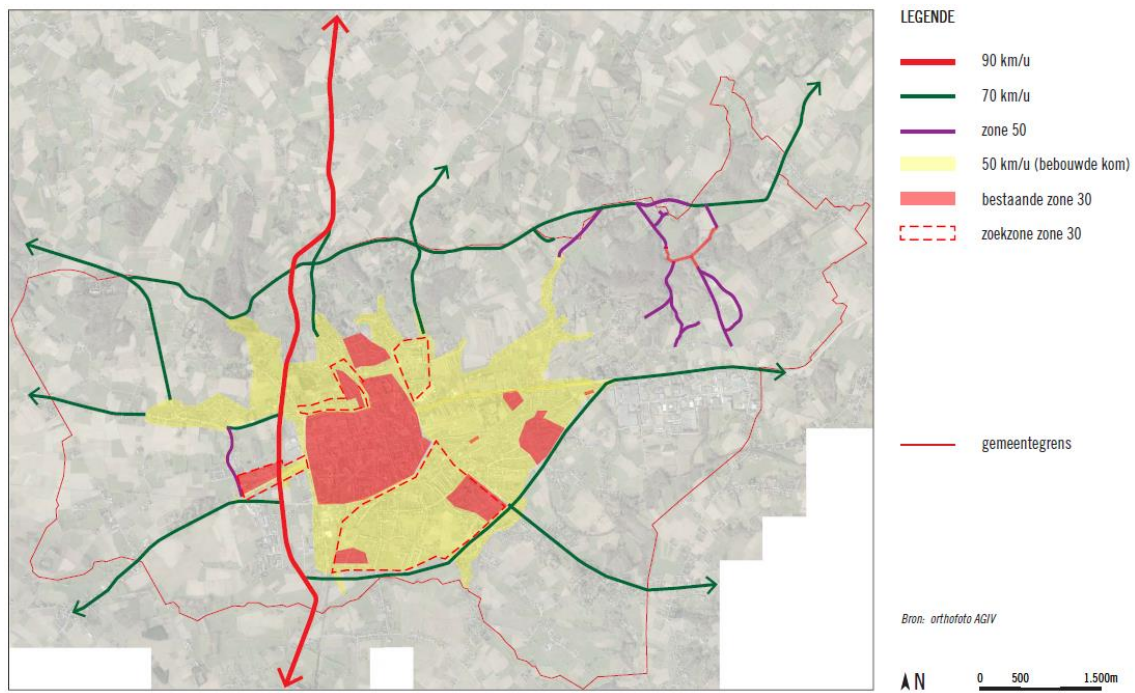 LEGENDE
90 km/u
70 km/u
zone 50
50 km/u (bebouwde kom)
bestaande zone 30
zoekzone zone 30
gemeentegrens
Bron: orthofoto AGIV
N
0 500 1.500m